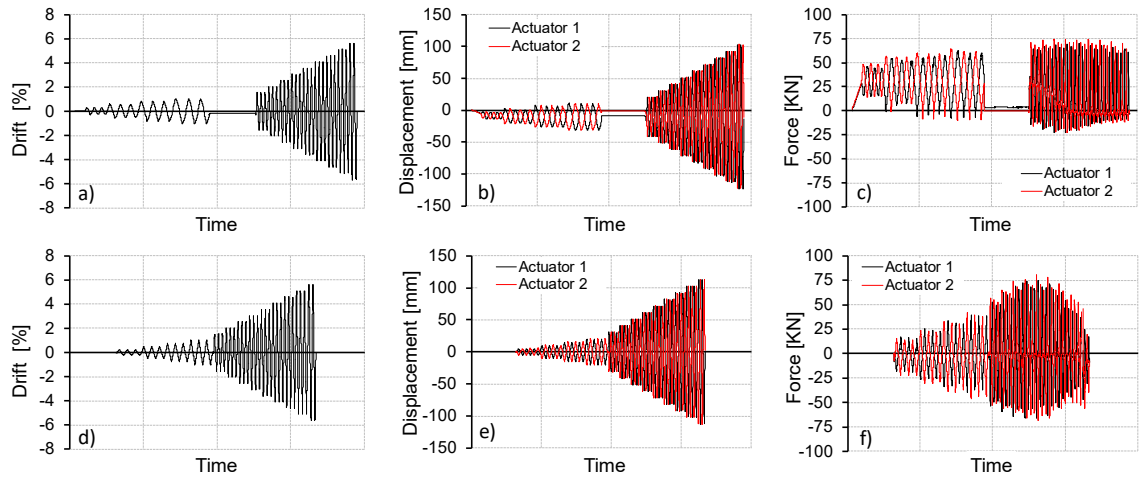 8
6
4
2
0
-2
-4
-6
-8
Drift [%]
a)
Time
150
100
50
0
-50
-100
-150
Displacement [mm]
Actuator 1
Actuator 2
b)
Time
100
75
50
25
0
-25
-50
-75
-100
Force [KN]
Actuator 1
Actuator 2
c)
Time
8
6
4
2
0
-2
-4
-6
-8
Drift [%]
d)
Time
150
100
50
0
-50
-100
-150
Displacement [mm]
Actuator 1
Actuator 2
e)
Time
100
75
50
25
0
-25
-50
-75
-100
Force [KN]
Actuator 1
Actuator 2
f)
Time